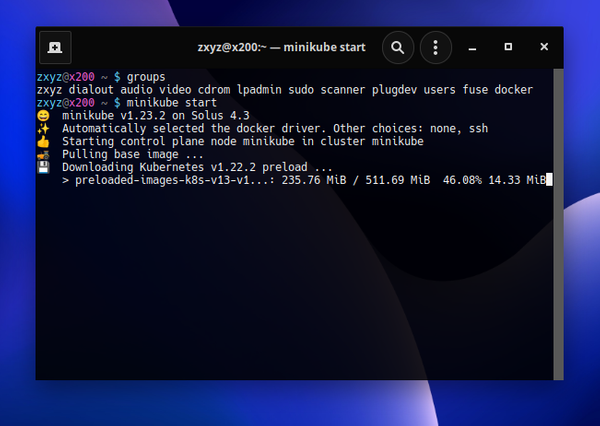 zxyz@x200:~ — minikube start
zxyz@x200 ~ $ groups
zxyz dialout audio video cdrom lpadmin sudo scanner plugdev users fuse docker
zxyz@x200 ~ $ minikube start
😄  minikube v1.23.2 on Solus 4.3
✨  Automatically selected the docker driver. Other choices: none, ssh
👍  Starting control plane node minikube in cluster minikube
🚜  Pulling base image ...
💾  Downloading Kubernetes v1.22.2 preload ...
    > preloaded-images-k8s-v13-v1...: 235.76 MiB / 511.69 MiB  46.08% 14.33 MiB